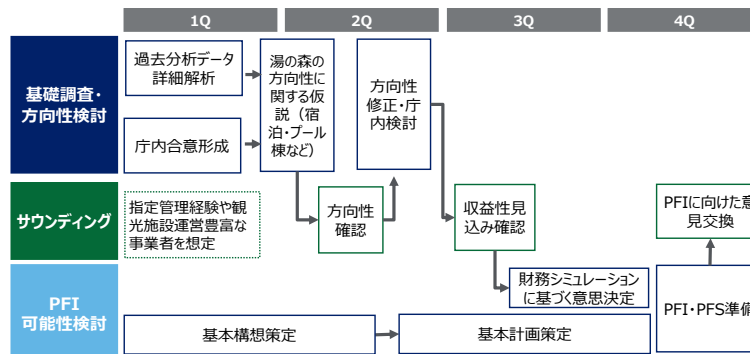 1Q
2Q
3Q
4Q
基礎調査・
方向性検討
過去分析データ
詳細解析
庁内合意形成
湯の森の
方向性に
関する仮
説（宿
泊・プール
棟など）
方向性
修正・庁
内検討
サウンディング
指定管理経験や観
光施設運営豊富な
事業者を想定
方向性
確認
収益性見
込み確認
PFIに向けた意
見交換
PFI
可能性検討
財務シミュレーション
に基づく意思決定
PFI・PFS準備
基本構想策定
基本計画策定